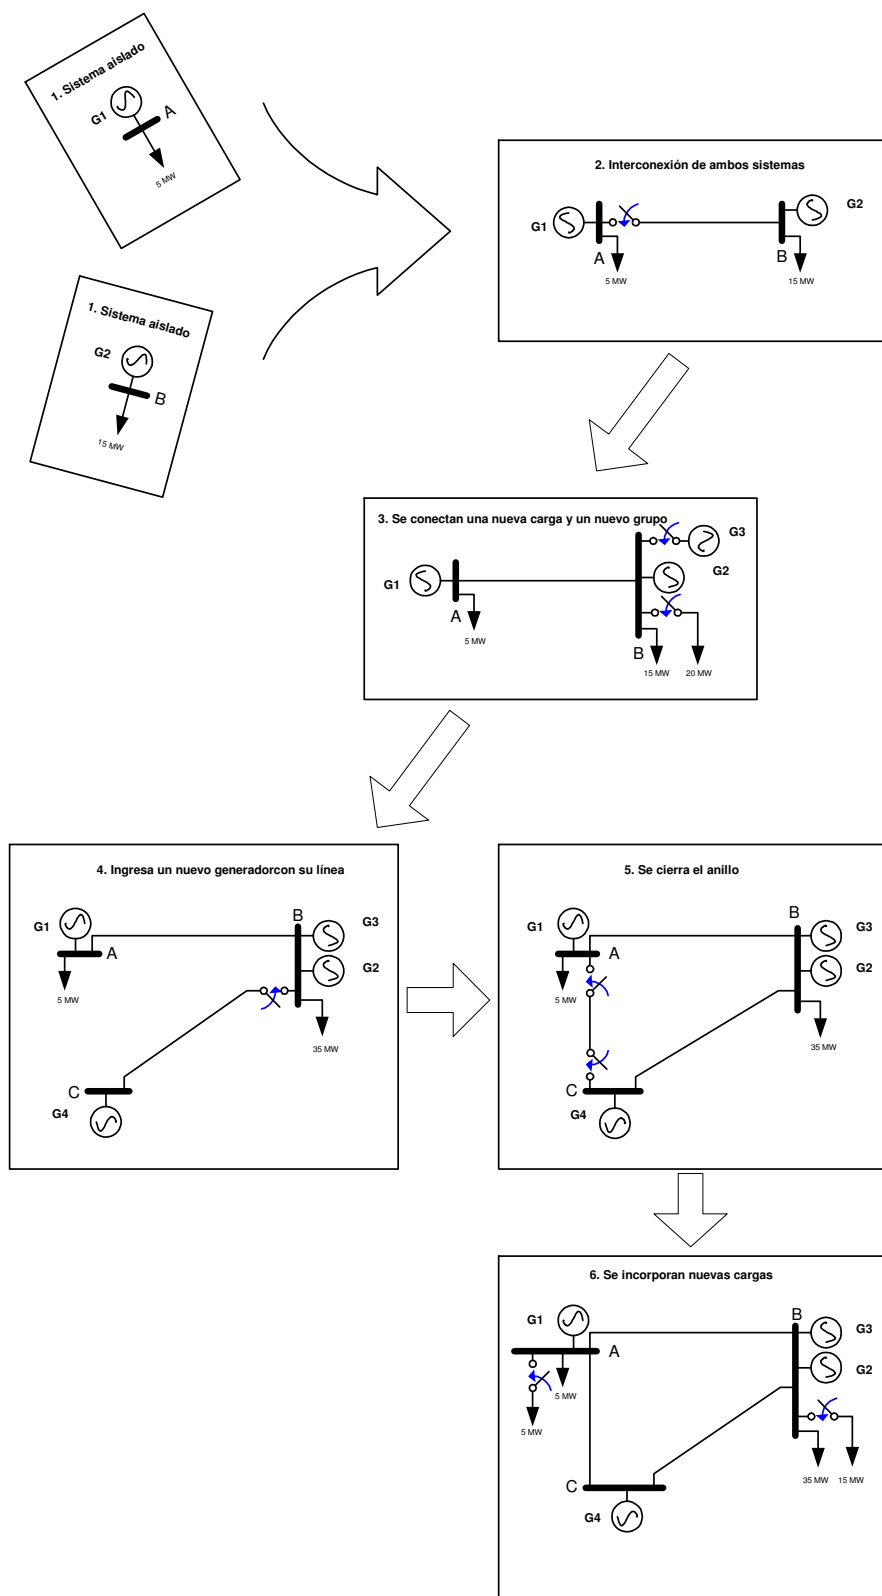 1. Sistema aislado
G1
A
5 MW
1. Sistema aislado
G2
B
15 MW
2. Interconexión de ambos sistemas
G1
G2
A
B
5 MW
15 MW
3. Se conectan una nueva carga y un nuevo grupo
G3
G2
G1
A
5 MW
B
15 MW
20 MW
4. Ingresa un nuevo generadorcon su línea
G1
B
G3
A
G2
5 MW
35 MW
C
G4
5. Se cierra el anillo
G1
B
G3
A
G2
5 MW
35 MW
C
G4
6. Se incorporan nuevas cargas
G1
B
G3
A
G2
5 MW
5 MW
35 MW
15 MW
C
G4